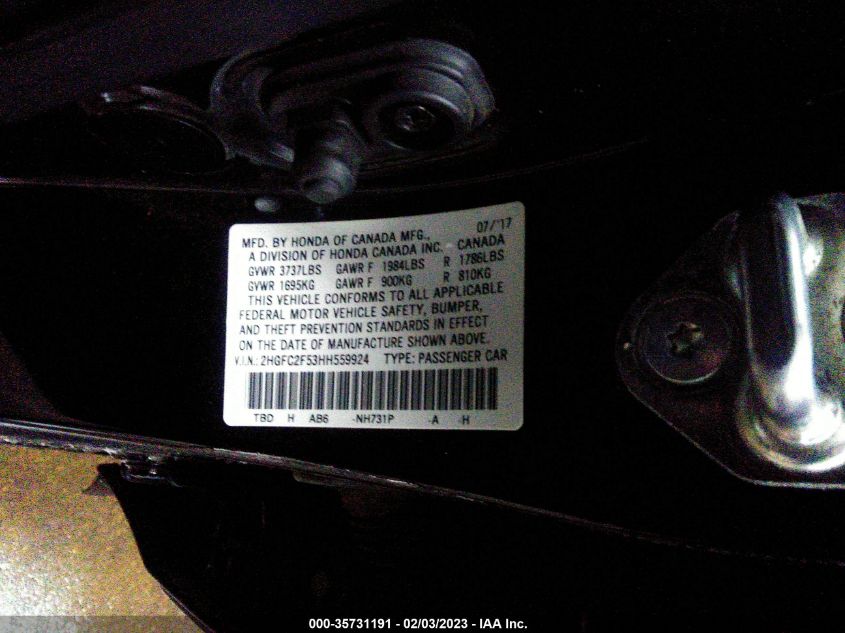 MFD. BY HONDA OF CANADA MFG., 07/'17
A DIVISION OF HONDA CANADA INC. - CANADA
GVWR 3737LBS GAWR F 1984LBS R 1786LBS
GVWR 1695KG GAWR F 900KG R 810KG
THIS VEHICLE CONFORMS TO ALL APPLICABLE
FEDERAL MOTOR VEHICLE SAFETY, BUMPER,
AND THEFT PREVENTION STANDARDS IN EFFECT
ON THE DATE OF MANUFACTURE SHOWN ABOVE.
V.I.N.: 2HGFC2F53HH559924 TYPE: PASSENGER CAR
TBD H AB6 -NH731P -A -H
000-35731191 - 02/03/2023 - IAA Inc.